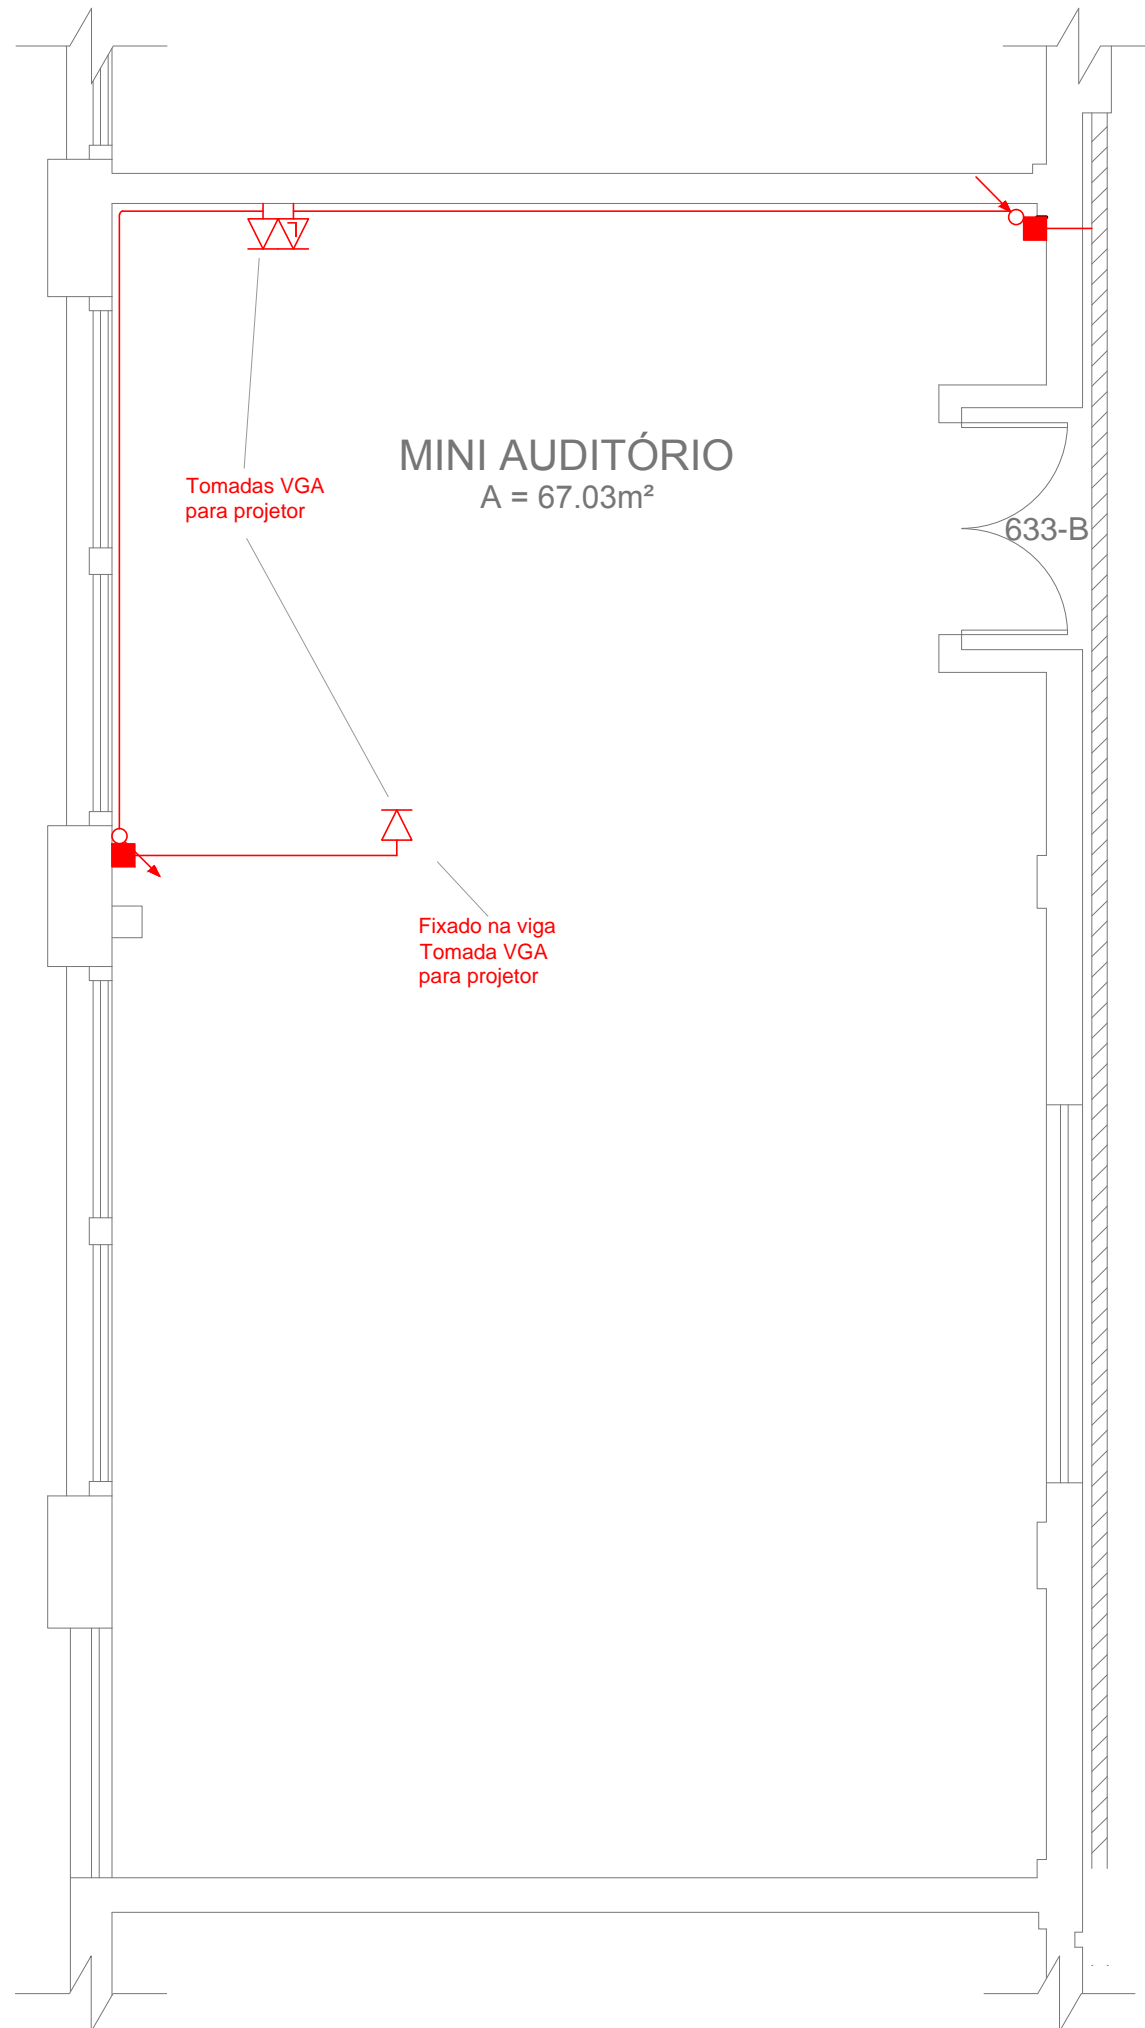 MINI AUDITÓRIO
A = 67.03m²
Tomadas VGA
para projetor
633-B
Fixado na viga
Tomada VGA
para projetor